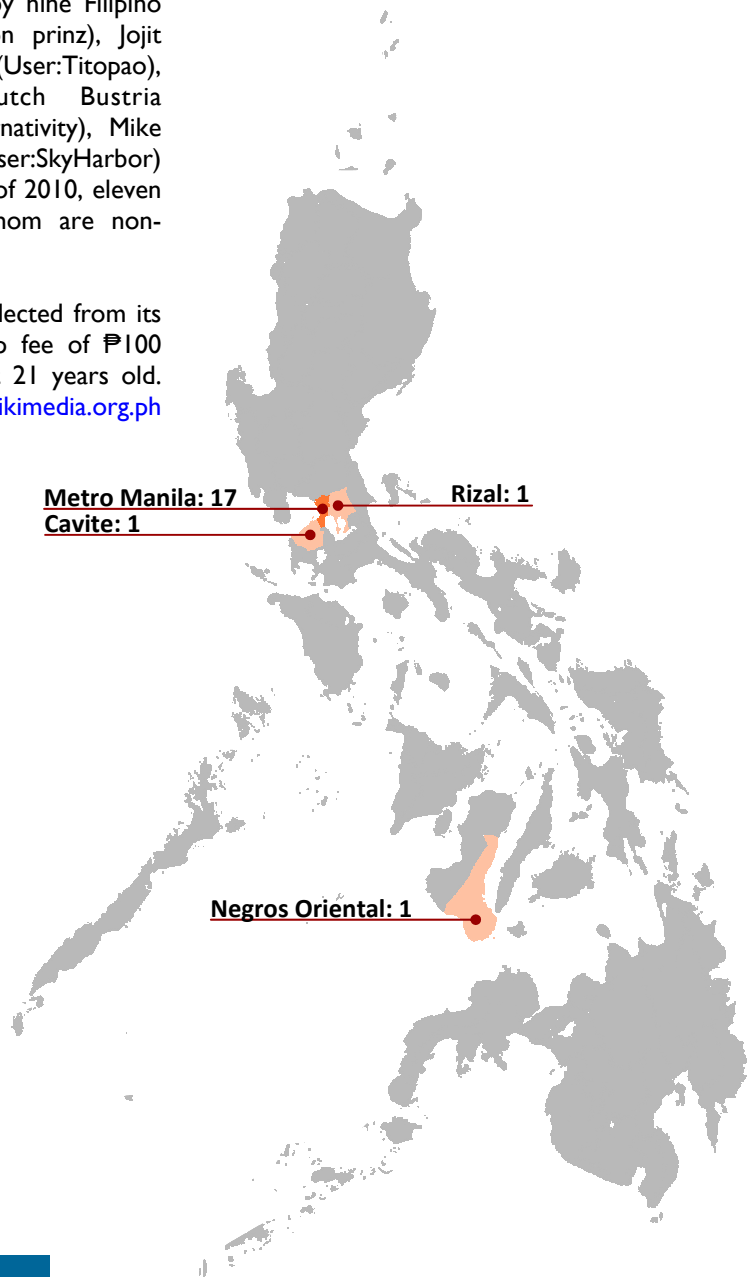 by nine Filipino
on prinz), Jojit
(User:Titopao),
utch Bustria
rnativity), Mike
ser:SkyHarbor)
of 2010, eleven
hom are non-
lected from its
p fee of ₱100
21 years old.
ikimedia.org.ph
Metro Manila: 17
Rizal: 1
Cavite: 1
Negros Oriental: 1